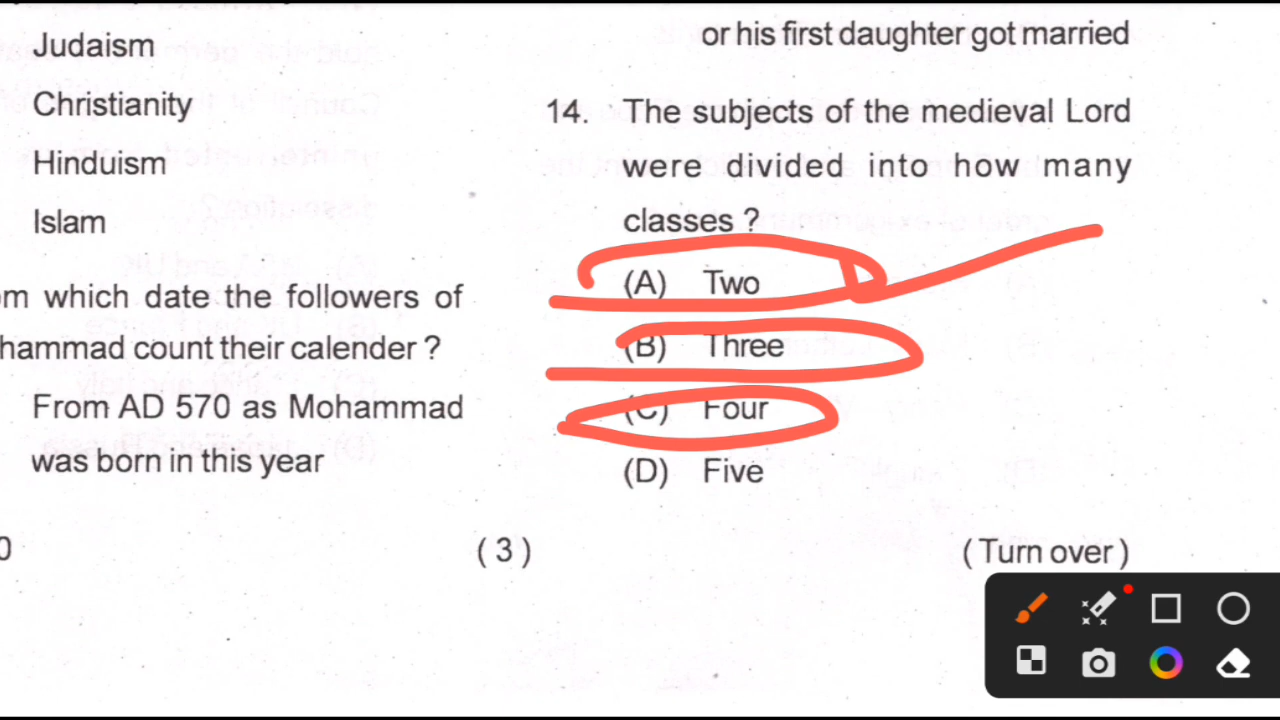 Judaism
Christianity
Hinduism
Islam
om which date the followers of
hammad count their calender ?
From AD 570 as Mohammad
was born in this year
or his first daughter got married
14. The subjects of the medieval Lord
were divided into how many
classes ?
(A) Two
(B) Three
(C) Four
(D) Five
0
( 3 )
( Turn over )